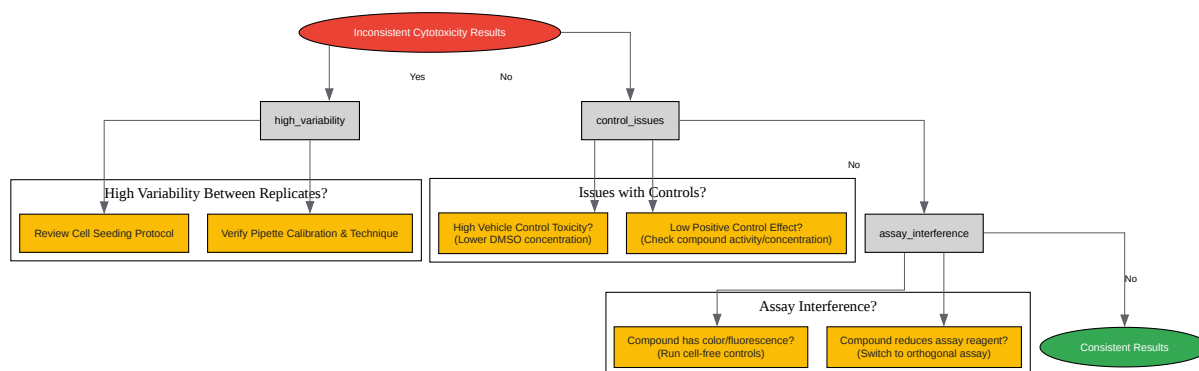 Inconsistent Cytotoxicity Results
Yes
No
high_variability
control_issues
No
High Variability Between Replicates?
Review Cell Seeding Protocol
Verify Pipette Calibration & Technique
Issues with Controls?
High Vehicle Control Toxicity?
(Lower DMSO concentration)
Low Positive Control Effect?
(Check compound activity/concentration)
assay_interference
No
Assay Interference?
Compound has color/fluorescence?
(Run cell-free controls)
Compound reduces assay reagent?
(Switch to orthogonal assay)
Consistent Results